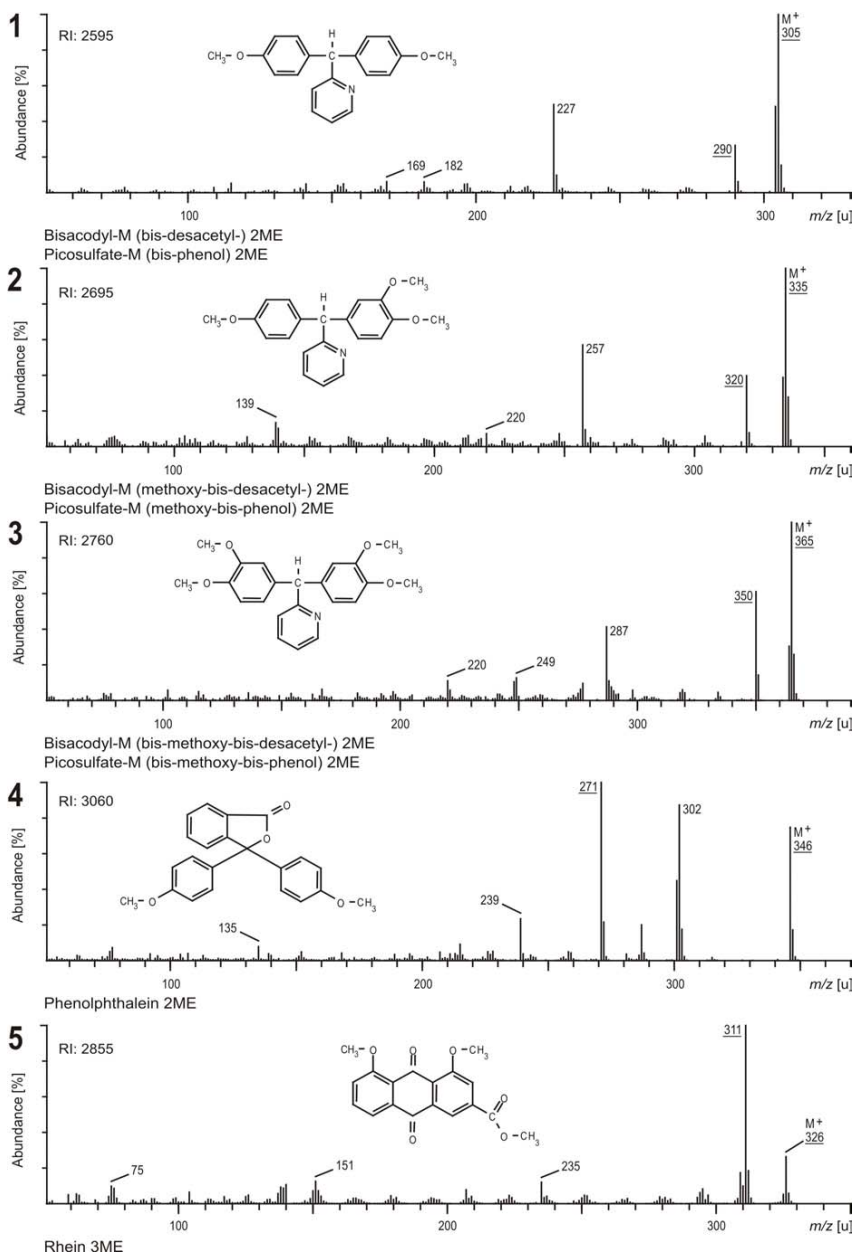 1
RI: 2595
Abundance [%]
CH₃ O H C O CH₃
N
169
182
227
290
M⁺
305
100 200 300 m/z [u]
Bisacodyl-M (bis-desacetyl-) 2ME
Picosulfate-M (bis-phenol) 2ME
2
RI: 2695
Abundance [%]
O CH₃
CH₃ O H C O CH₃
N
139
220
257
320
M⁺
335
100 200 300 m/z [u]
Bisacodyl-M (methoxy-bis-desacetyl-) 2ME
Picosulfate-M (methoxy-bis-phenol) 2ME
3
RI: 2760
Abundance [%]
CH₃ O H O CH₃
CH₃ O C O CH₃
N
220
249
287
350
M⁺
365
100 200 300 m/z [u]
Bisacodyl-M (bis-methoxy-bis-desacetyl-) 2ME
Picosulfate-M (bis-methoxy-bis-phenol) 2ME
4
RI: 3060
Abundance [%]
O
O
CH₃ O O CH₃
135
239
271
302
M⁺
346
100 200 300 m/z [u]
Phenolphthalein 2ME
5
RI: 2855
Abundance [%]
CH₃ O O O CH₃
O
O
O CH₃
75
151
235
311
M⁺
326
100 200 300 m/z [u]
Rhein 3ME